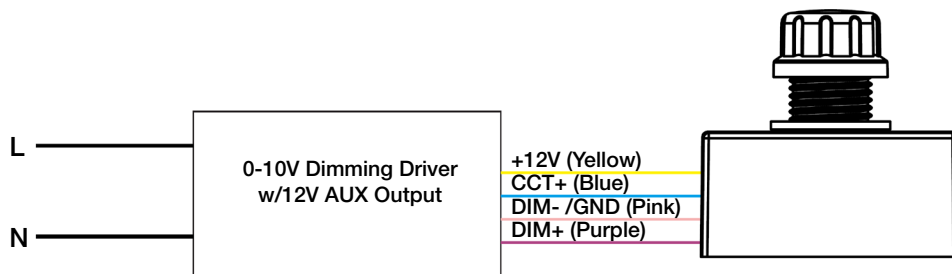 L
N
0-10V Dimming Driver
w/12V AUX Output
+12V (Yellow)
CCT+ (Blue)
DIM- /GND (Pink)
DIM+ (Purple)